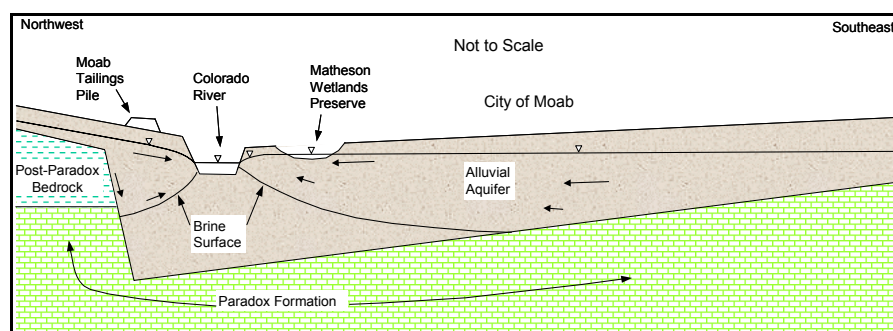 Northwest
Southeast
Not to Scale
Moab
Tailings
Pile
Colorado
River
Matheson
Wetlands
Preserve
City of Moab
Post-Paradox
Bedrock
Alluvial
Aquifer
Brine
Surface
Paradox Formation